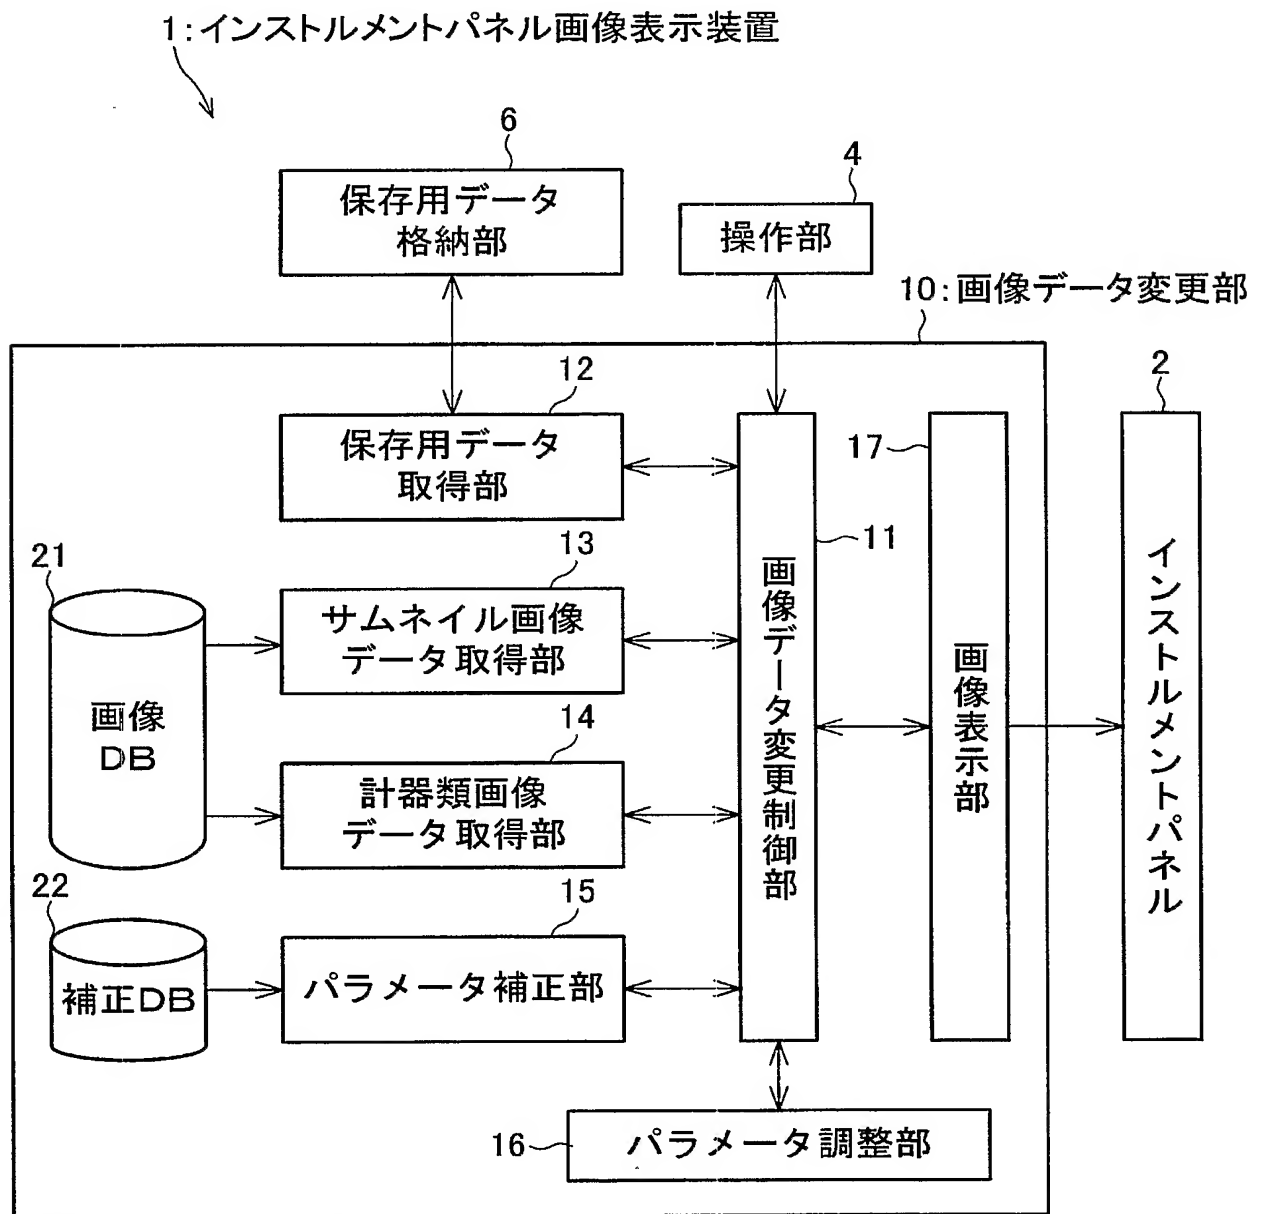 1:インストルメントパネル画像表示装置
6
保存用データ
格納部
4
操作部
10:画像データ変更部
12
保存用データ
取得部
2
インストルメントパネル
17
画像表示部
11
画像データ変更制御部
21
画像
DB
13
サムネイル画像
データ取得部
14
計器類画像
データ取得部
22
補正DB
15
パラメータ補正部
16
パラメータ調整部